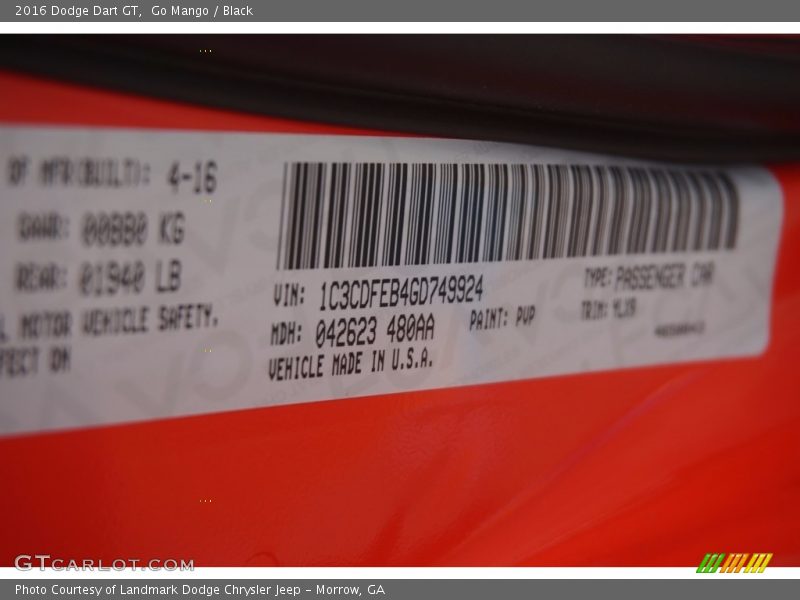 2016 Dodge Dart GT,  Go Mango / Black
OF MFR(BUILT): 4-16
GAWR: 00880 KG
REAR: 01940 LB
L MOTOR VEHICLE SAFETY,
FECT ON
VIN: 1C3CDFEB4GD749924
MDH: 042623 480AA
VEHICLE MADE IN U.S.A.
PAINT: PVP
TYPE: PASSENGER CAR
TRIM:
GTCARLOT.COM
Photo Courtesy of Landmark Dodge Chrysler Jeep – Morrow, GA